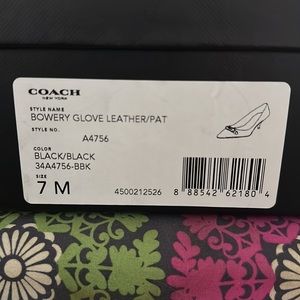 COACH
NEW YORK
STYLE NAME
BOWERY GLOVE LEATHER/PAT
STYLE NO.
A4756
COLOR
BLACK/BLACK
34A4756-BBK
SIZE
7 M
4500212526
8 88542 62180 4